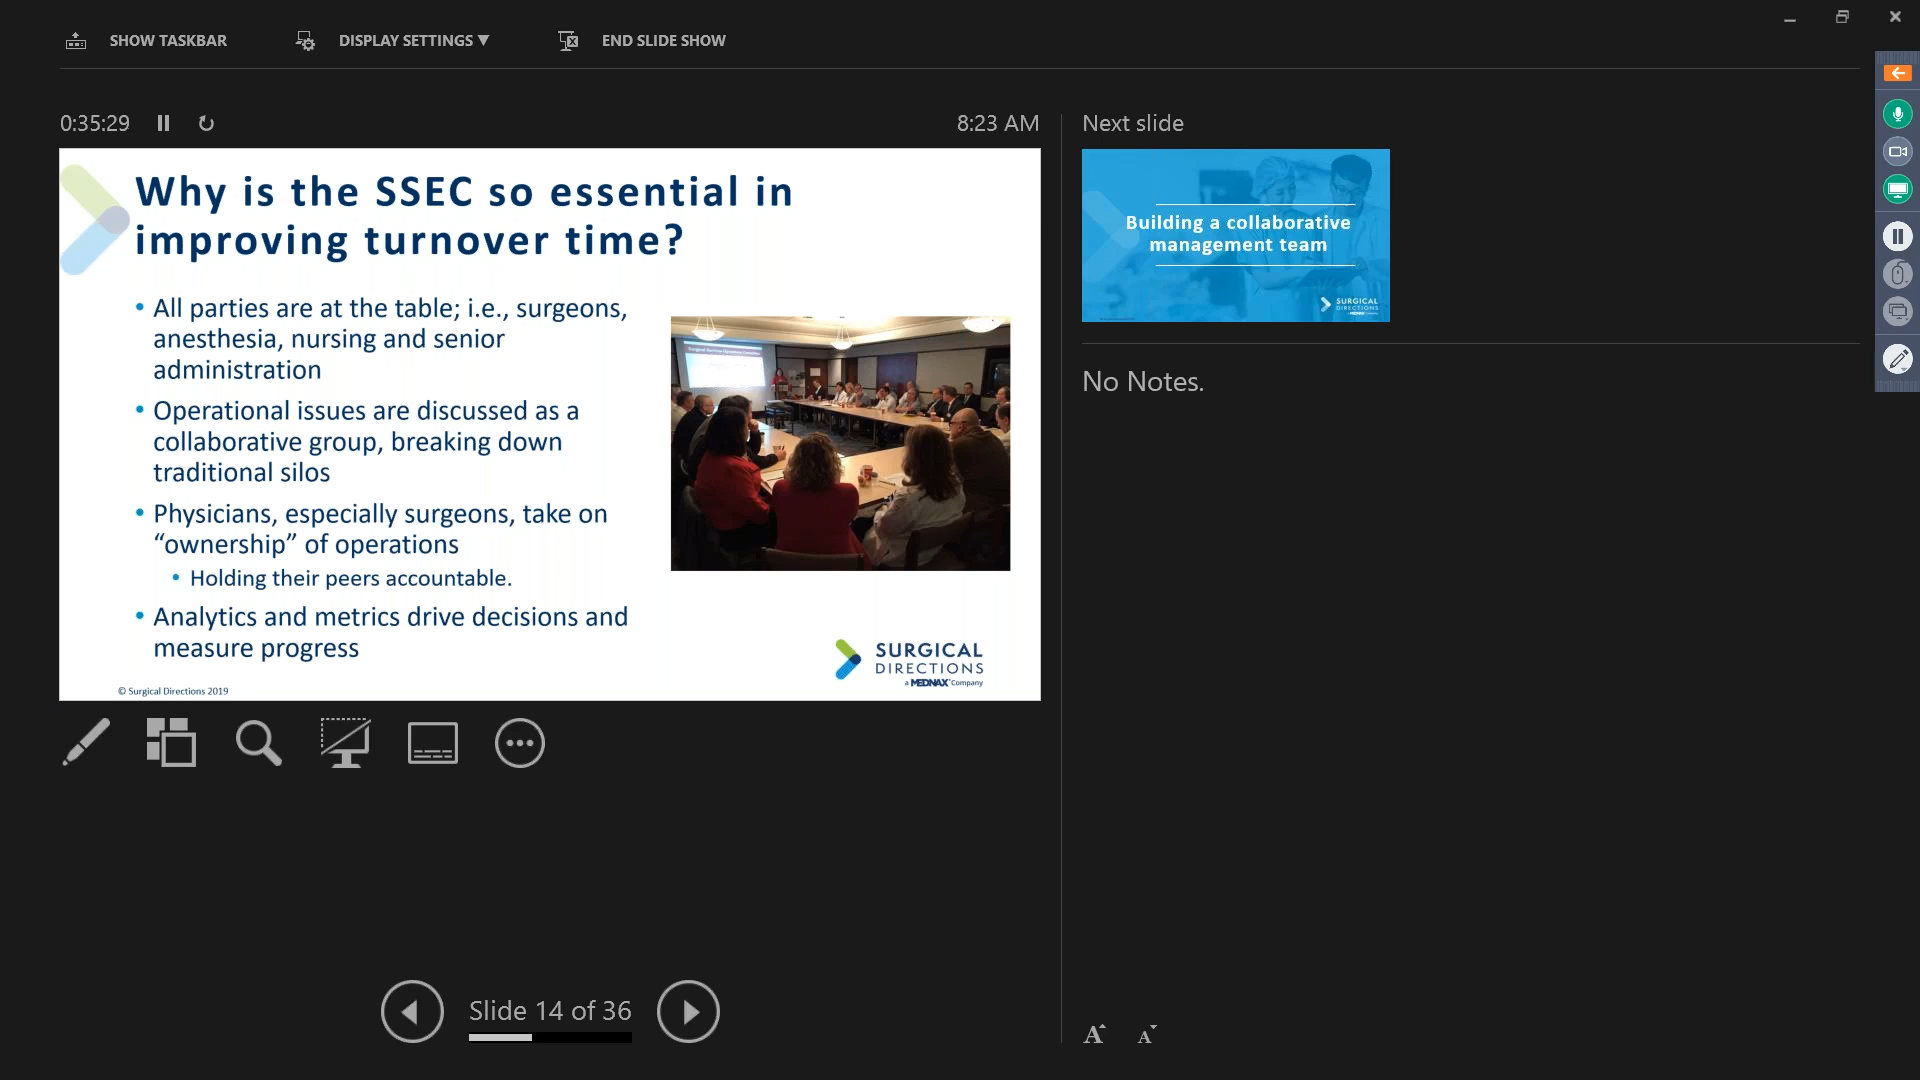 SHOW TASKBAR
DISPLAY SETTINGS ▼
END SLIDE SHOW
0:35:29
8:23 AM
Why is the SSEC so essential in
improving turnover time?
• All parties are at the table; i.e., surgeons,
anesthesia, nursing and senior
administration
• Operational issues are discussed as a
collaborative group, breaking down
traditional silos
• Physicians, especially surgeons, take on
“ownership” of operations
• Holding their peers accountable.
• Analytics and metrics drive decisions and
measure progress
SURGICAL
DIRECTIONS
a MEDNAX Company
© Surgical Directions 2019
Slide 14 of 36
Next slide
Building a collaborative
management team
SURGICAL
DIRECTIONS
No Notes.
A A